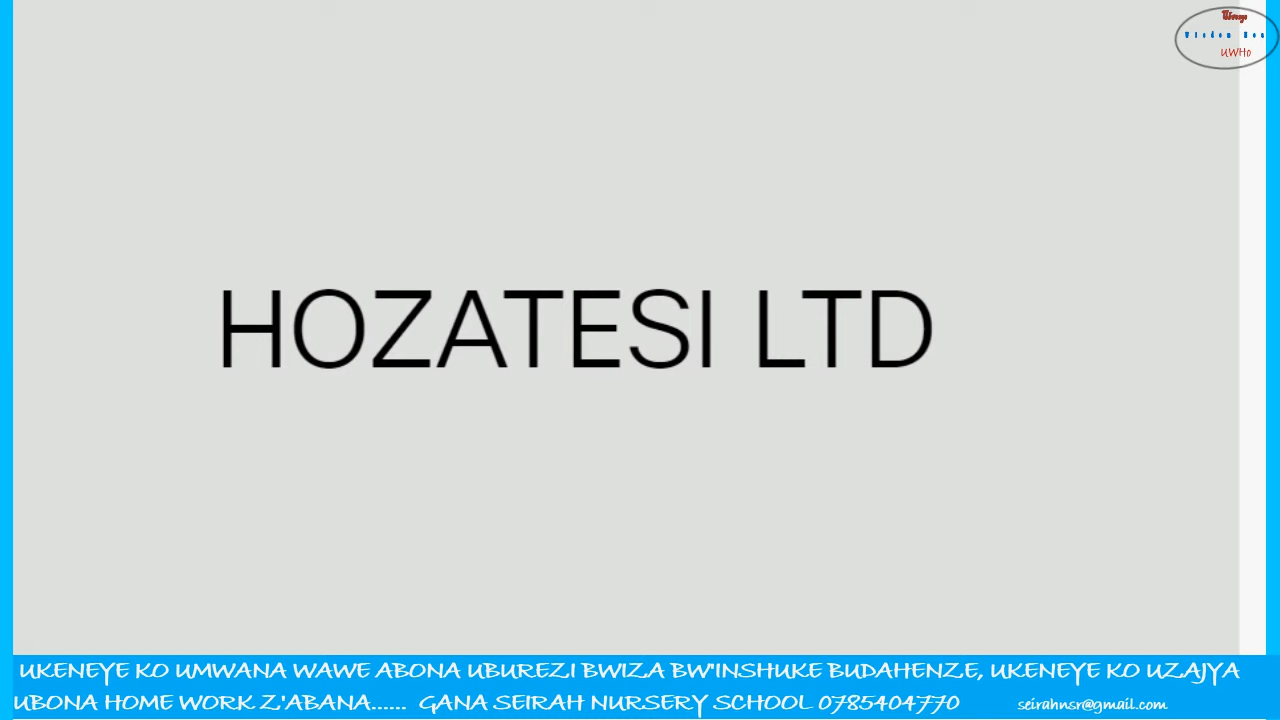 UWHo
HOZATESI LTD
UKENEYE KO UMWANA WAWE ABONA UBUREZI BWIZA BW'INSHUKE BUDAHENZE, UKENEYE KO UZAJYA
UBONA HOME WORK Z'ABANA...... GANA SEIRAH NURSERY SCHOOL 0785404770 seirahnsr@gmail.com